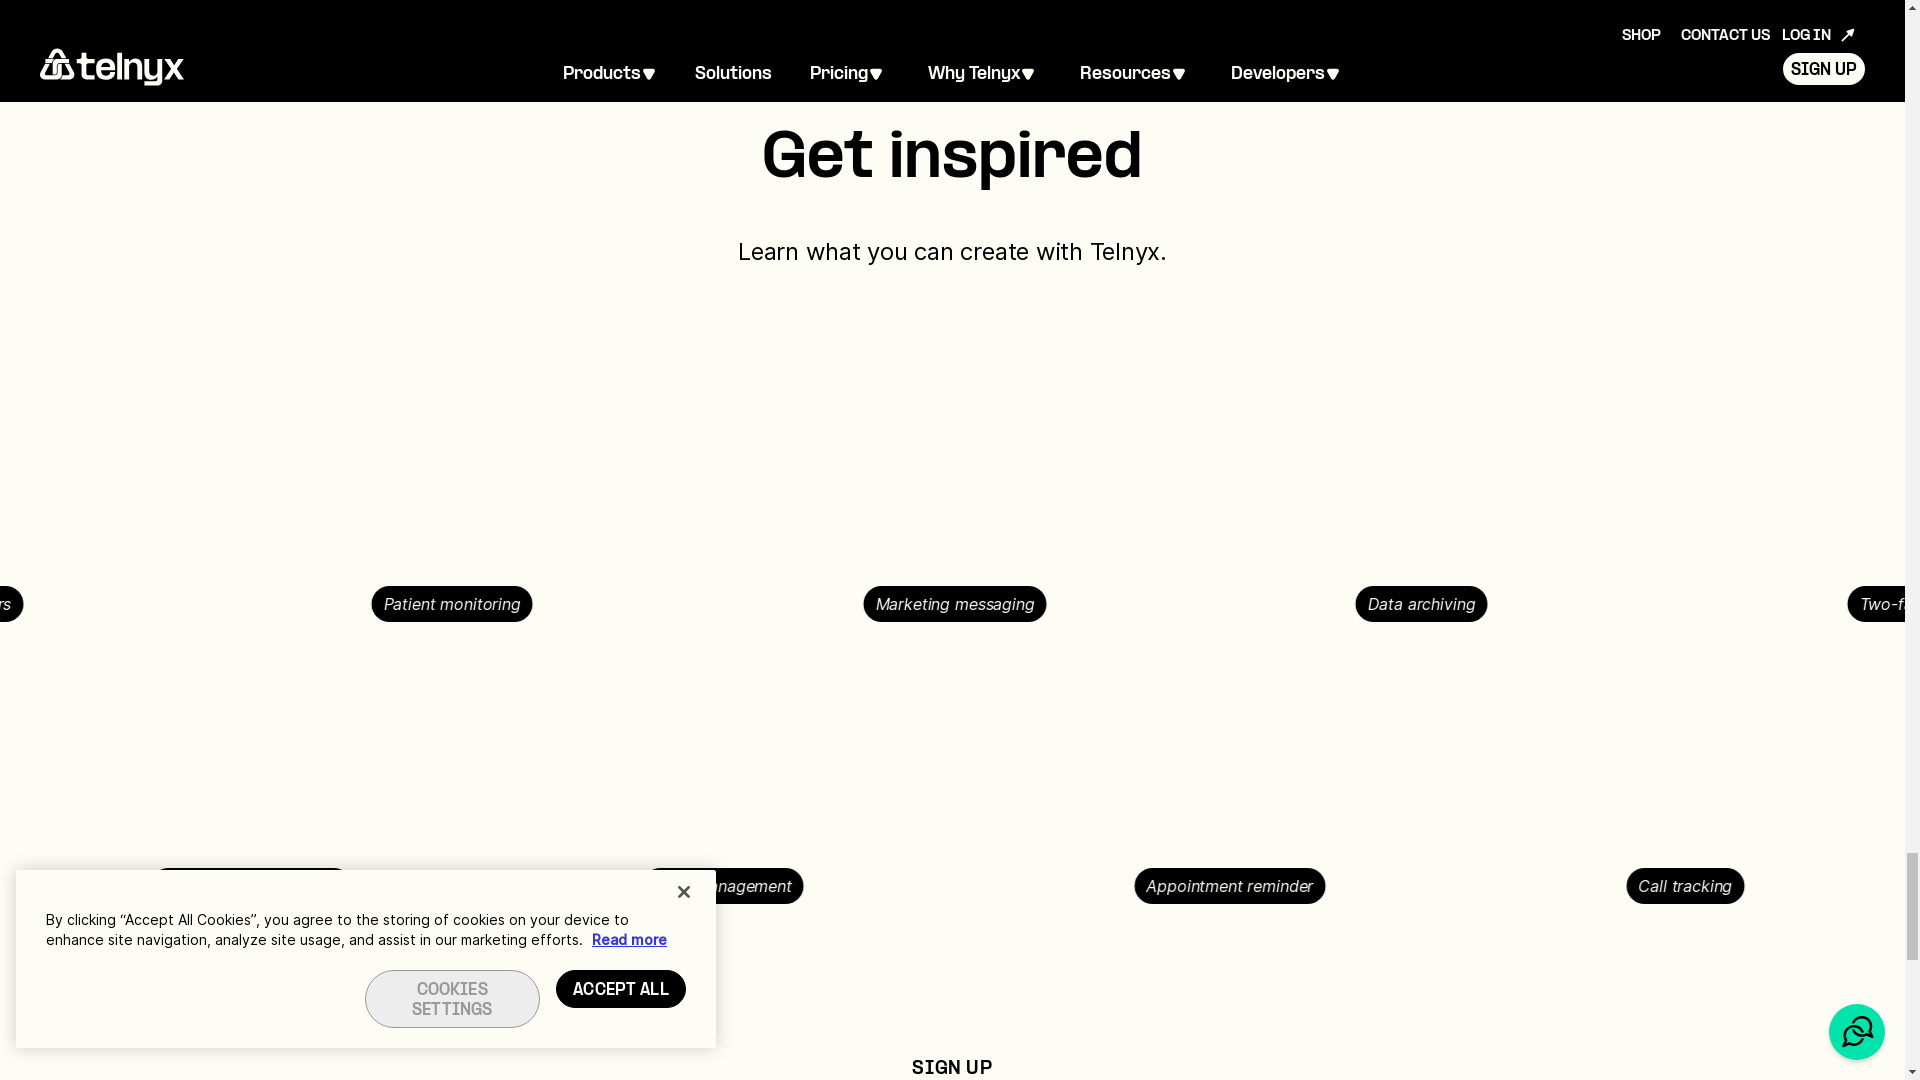 SHOP CONTACT US LOG IN
telnyx Products Solutions Pricing Why Telnyx Resources Developers SIGN UP
Get inspired
Learn what you can create with Telnyx.
Patient monitoring Marketing messaging Data archiving
Appointment reminder Call tracking
By clicking “Accept All Cookies”, you agree to the storing of cookies on your device to
enhance site navigation, analyze site usage, and assist in our marketing efforts. Read more
COOKIES
SETTINGS
ACCEPT ALL
SIGN UP